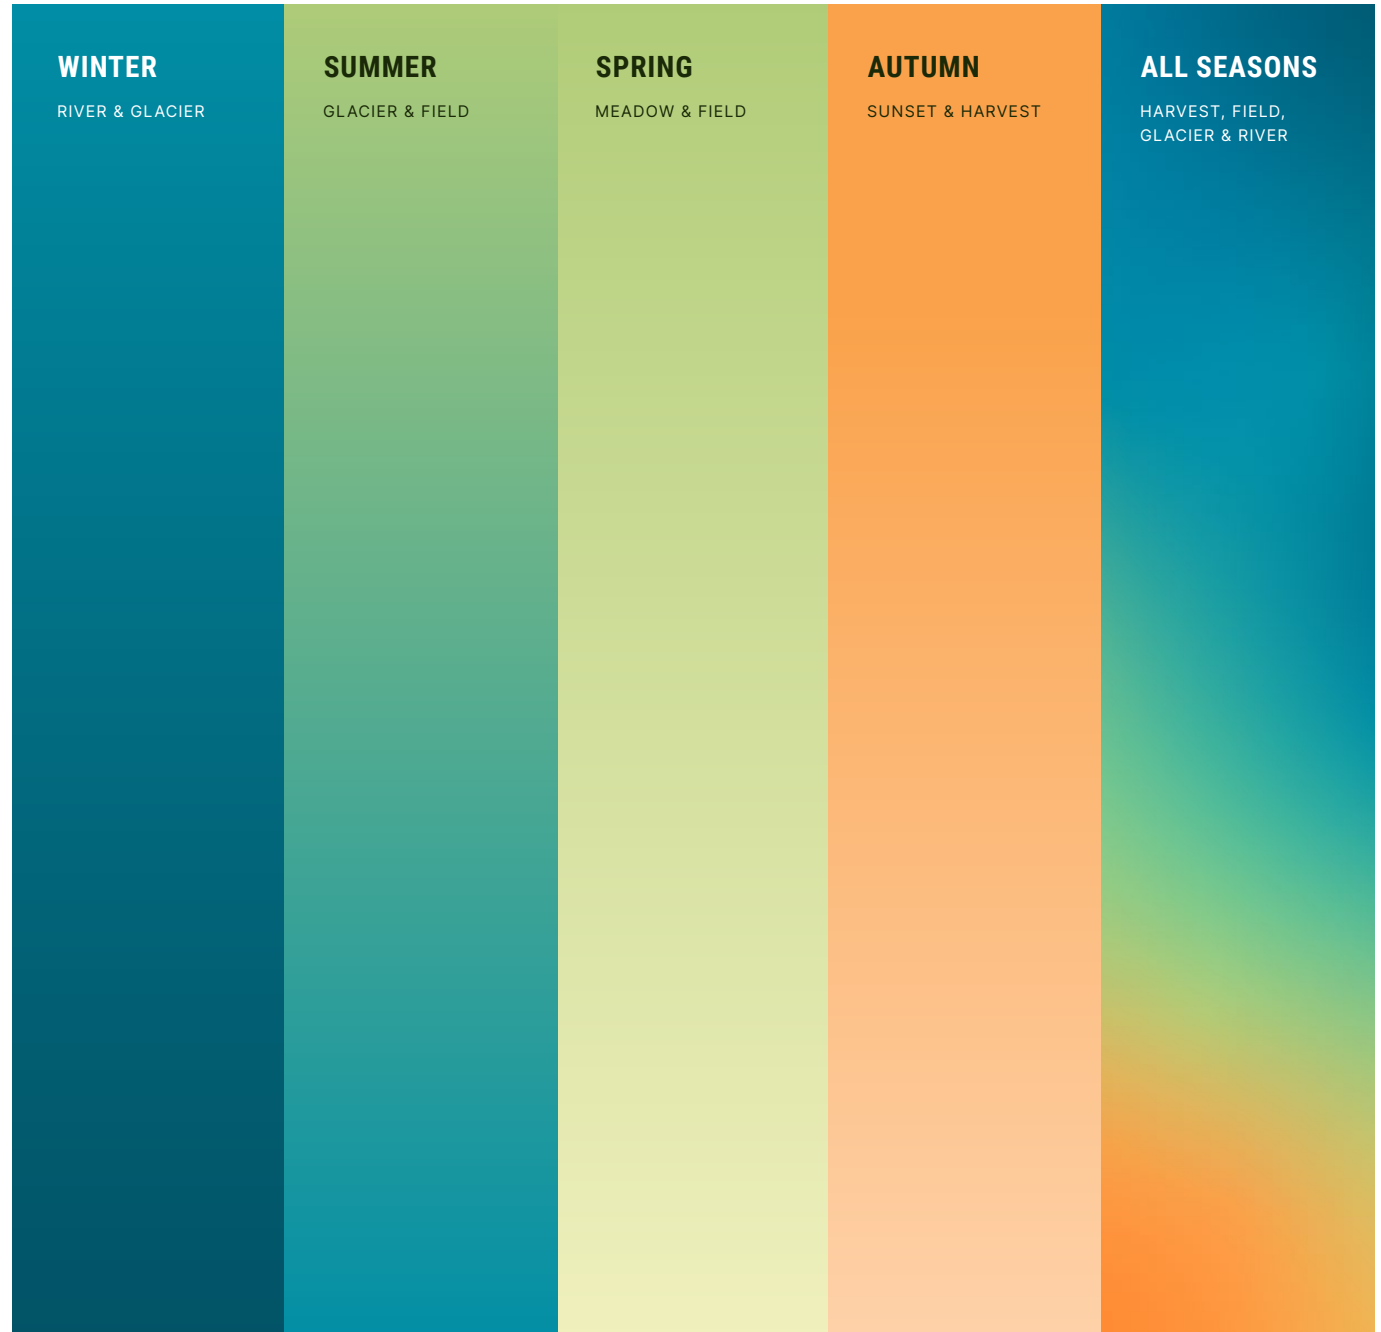 WINTER
RIVER & GLACIER
SUMMER
GLACIER & FIELD
SPRING
MEADOW & FIELD
AUTUMN
SUNSET & HARVEST
ALL SEASONS
HARVEST, FIELD,
GLACIER & RIVER